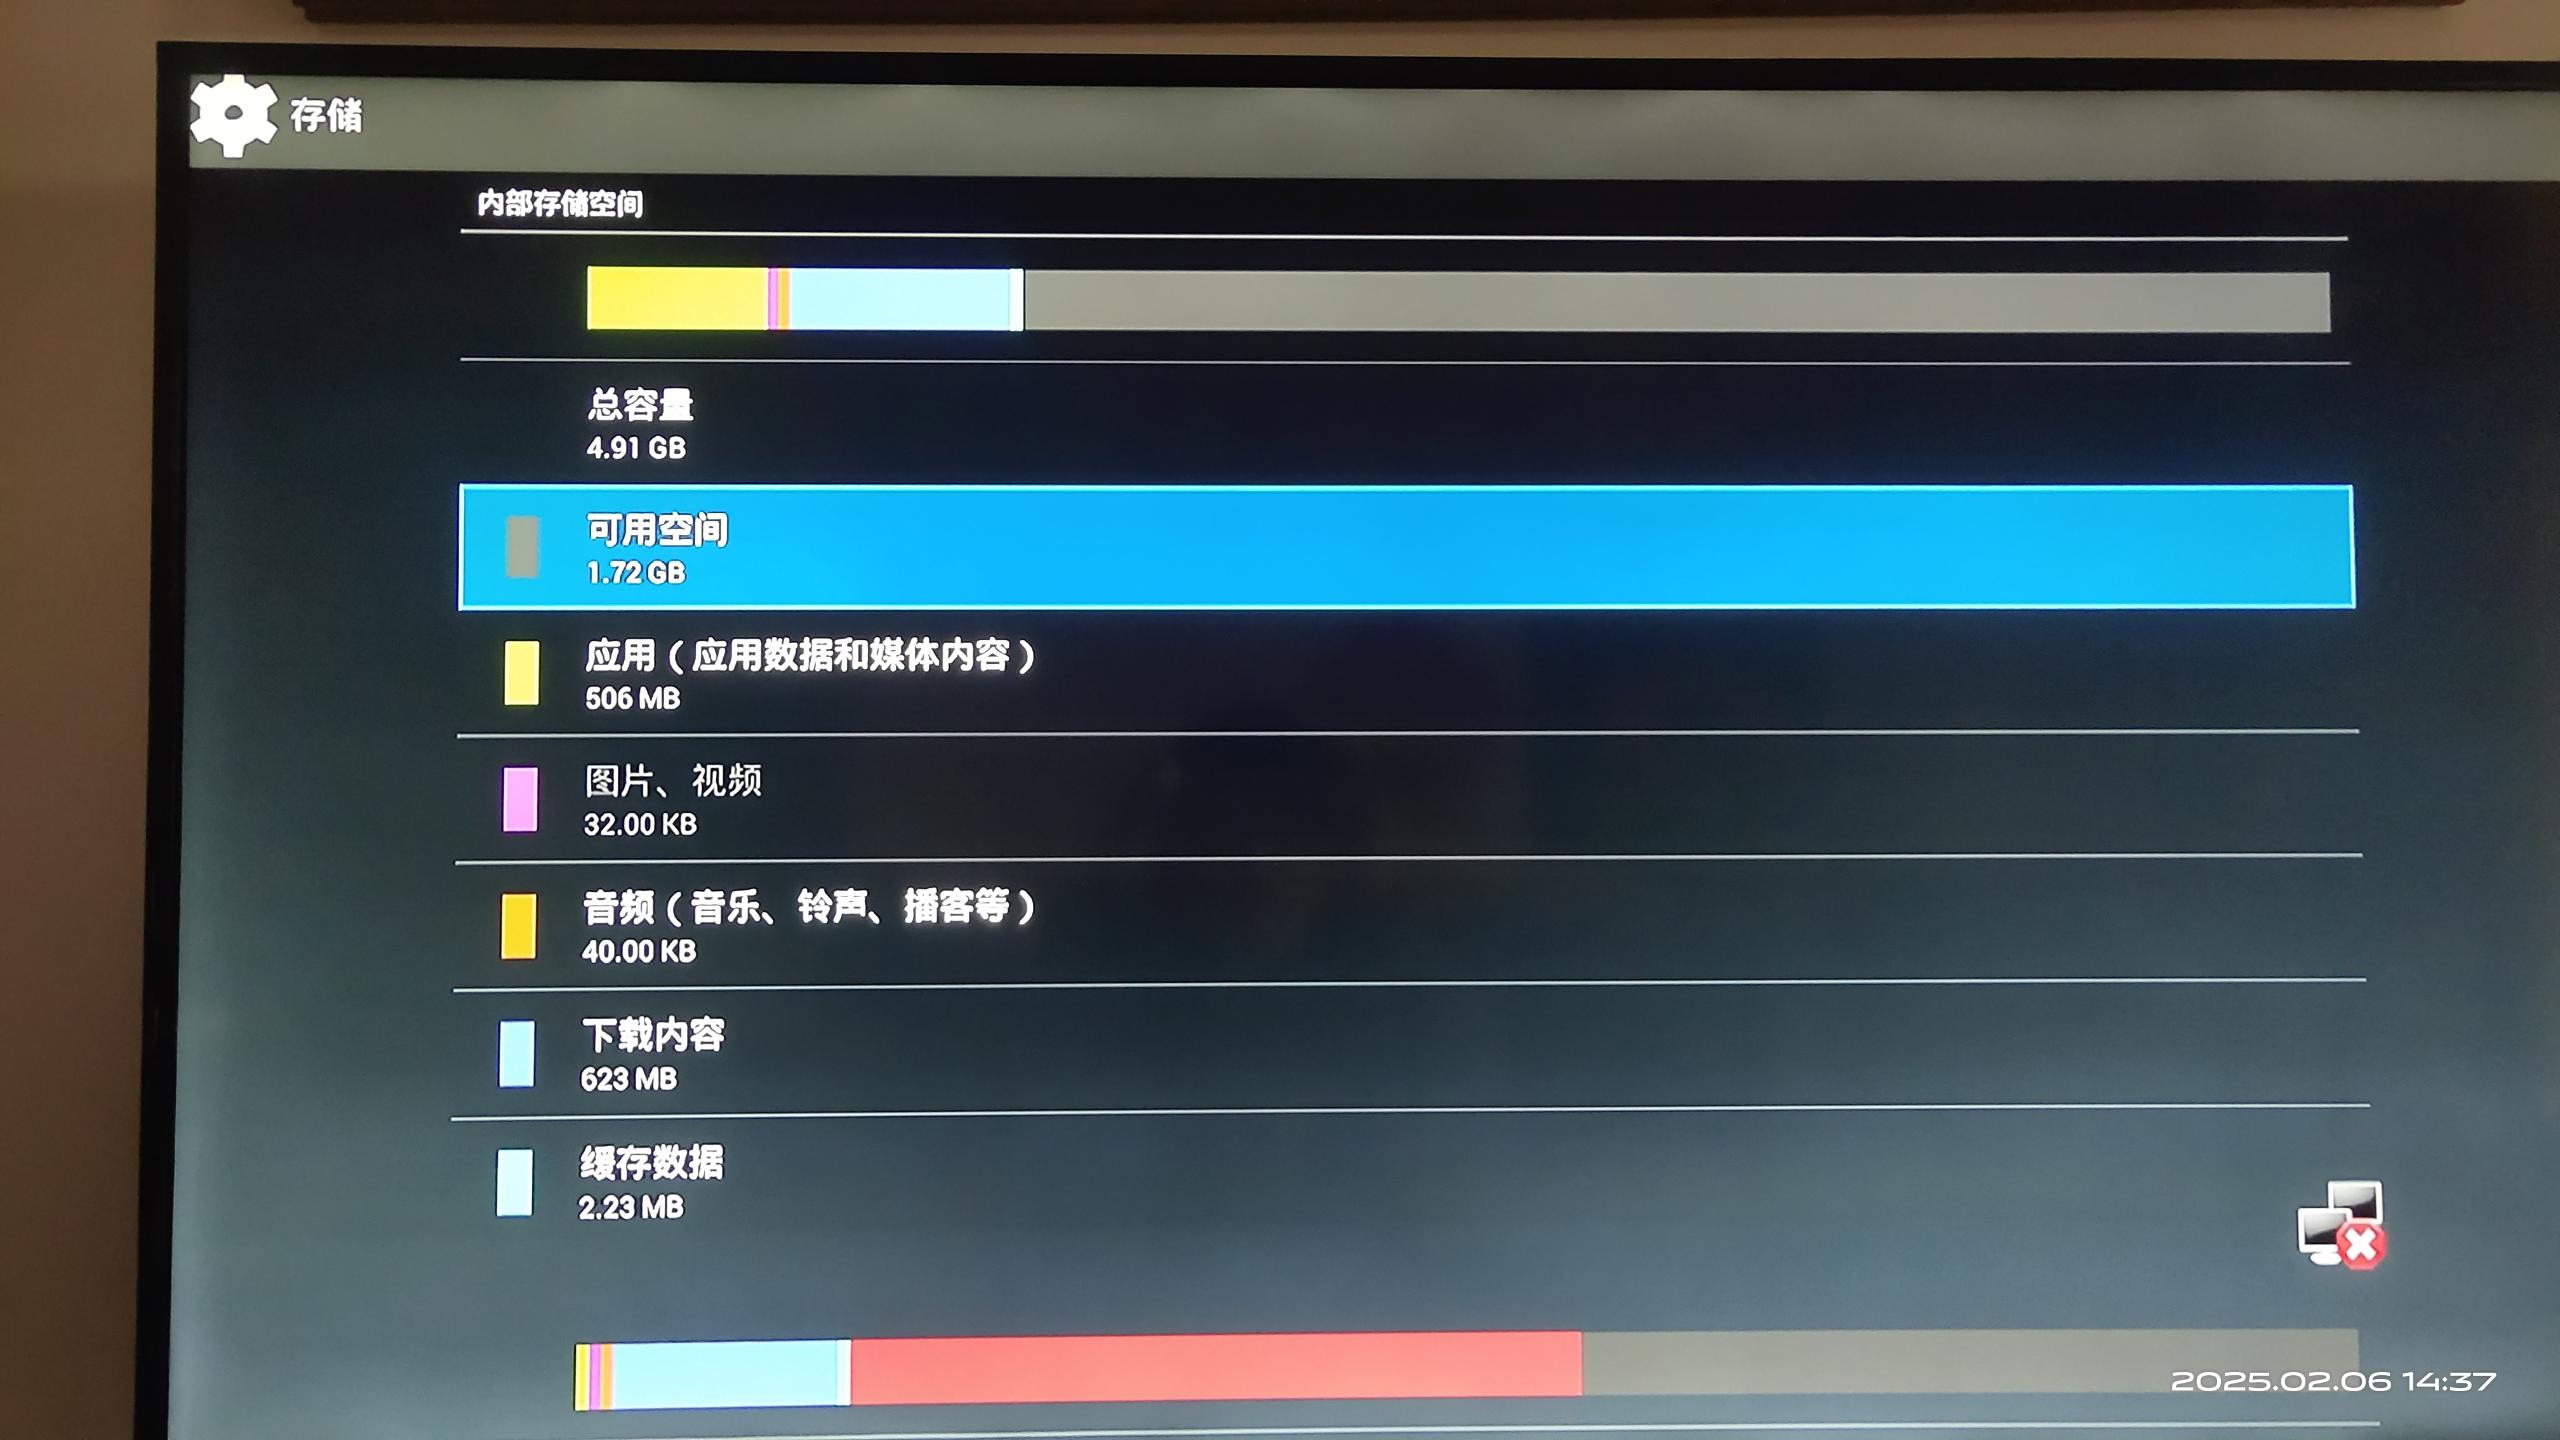 存储
内部存储空间
总容量
4.91 GB
可用空间
1.72 GB
应用（应用数据和媒体内容）
506 MB
图片、视频
32.00 KB
音频（音乐、铃声、播客等）
40.00 KB
下载内容
623 MB
缓存数据
2.23 MB
2025.02.06 14:37